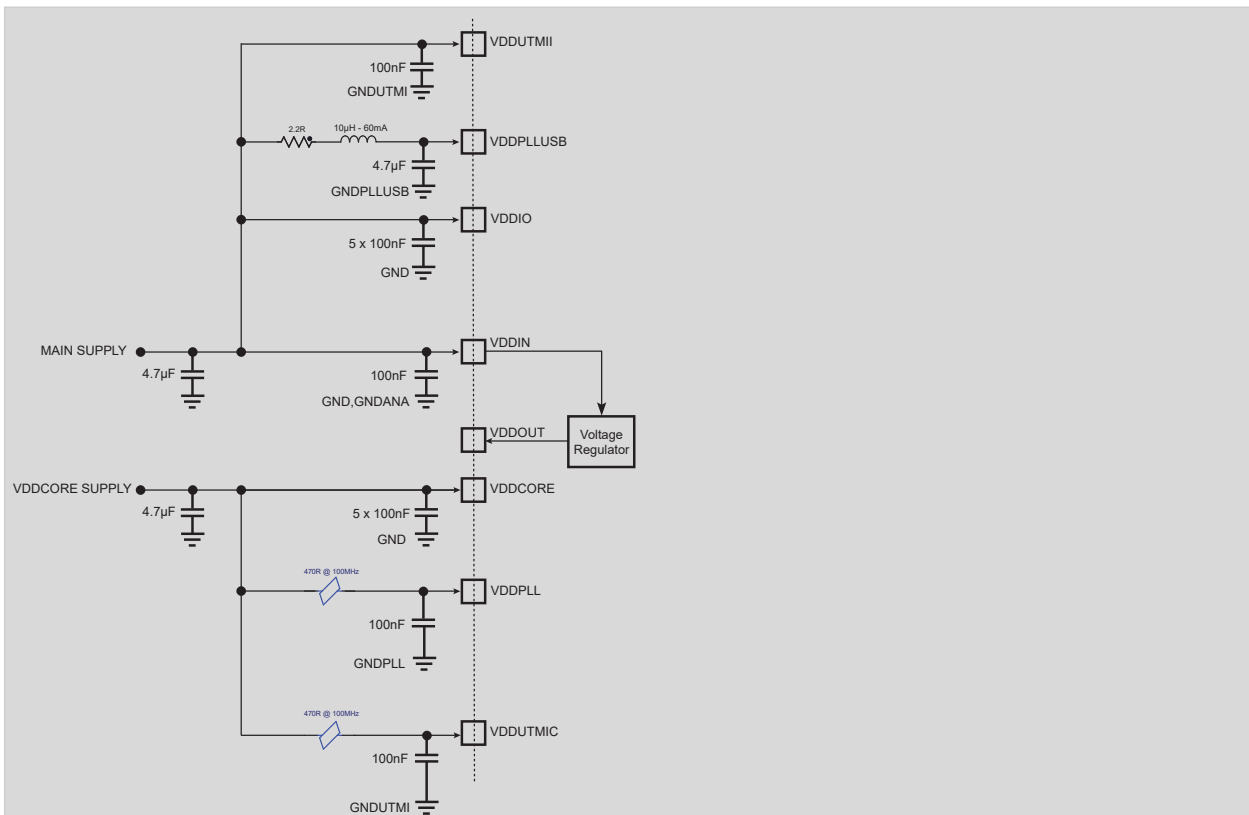 VDDUTMII
100nF
GNDUTMI
2.2R
10µH - 60mA
VDDPLLUSB
4.7µF
GNDPLLUSB
VDDIO
5 x 100nF
GND
MAIN SUPPLY
VDDIN
4.7µF
100nF
GND,GNDANA
VDDOUT
Voltage
Regulator
VDDCORE SUPPLY
VDDCORE
4.7µF
5 x 100nF
GND
470R @ 100MHz
VDDPLL
100nF
GNDPLL
470R @ 100MHz
VDDUTMIC
100nF
GNDUTMI